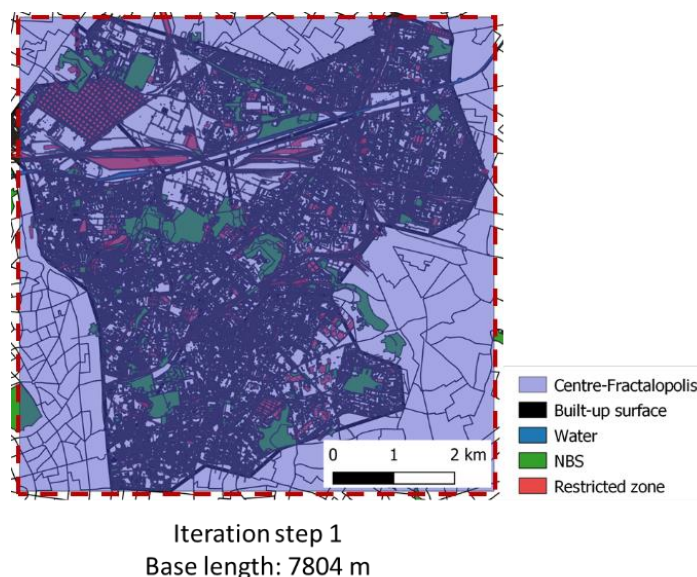 0 1 2 km
Centre-Fractalopolis
Built-up surface
Water
NBS
Restricted zone
Iteration step 1
Base length: 7804 m